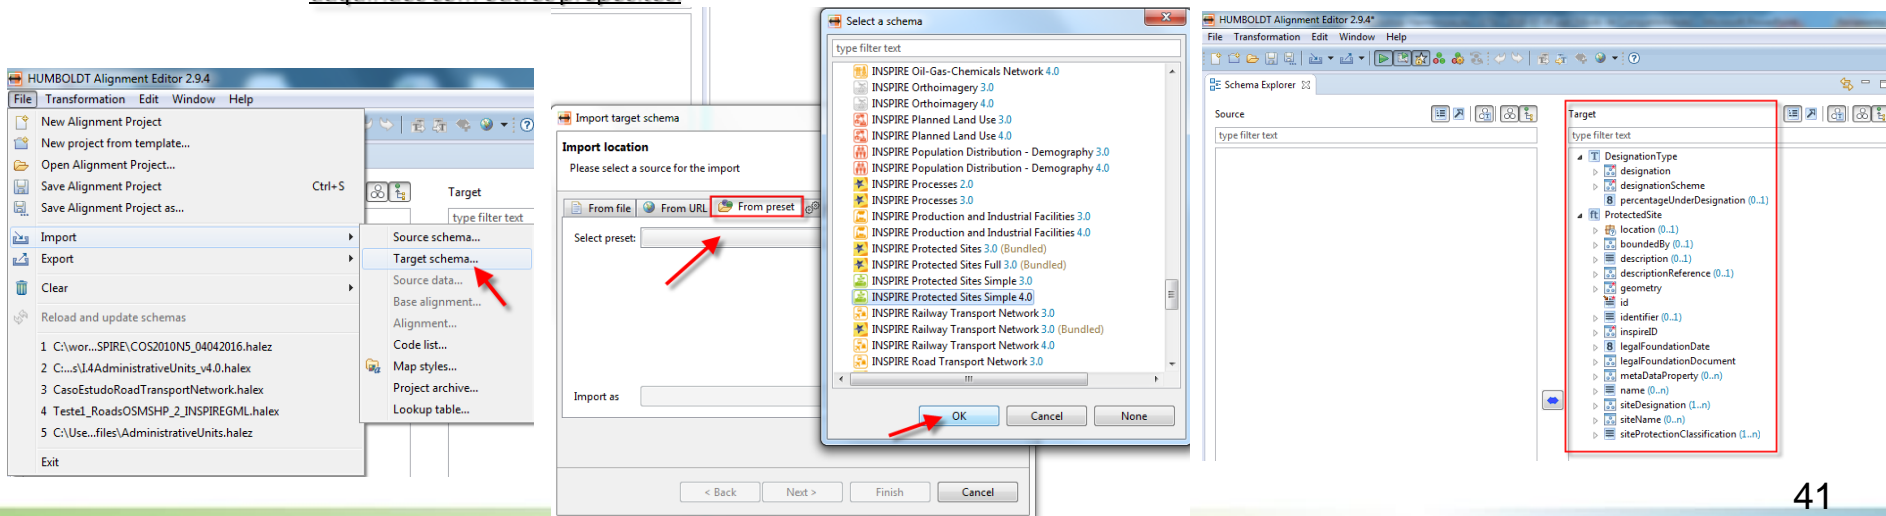 HUMBOLDT Alignment Editor 2.9.4
File Transformation Edit Window Help
New Alignment Project
New project from template...
Open Alignment Project...
Save Alignment Project Ctrl+S
Save Alignment Project as...
Import
Export
Clear
Reload and update schemas
1 C:\wor...SPIRE\COS2010N5_04042016.halez
2 C:...s\I.4AdministrativeUnits_v4.0.halex
3 CasoEstudoRoadTransportNetwork.halex
4 Teste1_RoadsOSMSHP_2_INSPIREGML.halex
5 C:\Use...files\AdministrativeUnits.halez
Exit
Target
type filter text
Source schema...
Target schema...
Source data...
Base alignment...
Alignment...
Code list...
Map styles...
Project archive...
Lookup table...
Import target schema
Import location
Please select a source for the import
From file From URL From preset
Select preset:
Import as
< Back Next > Finish Cancel
Select a schema
type filter text
INSPIRE Oil-Gas-Chemicals Network 4.0
INSPIRE Orthoimagery 3.0
INSPIRE Orthoimagery 4.0
INSPIRE Planned Land Use 3.0
INSPIRE Planned Land Use 4.0
INSPIRE Population Distribution - Demography 3.0
INSPIRE Population Distribution - Demography 4.0
INSPIRE Processes 2.0
INSPIRE Processes 3.0
INSPIRE Production and Industrial Facilities 3.0
INSPIRE Production and Industrial Facilities 4.0
INSPIRE Protected Sites 3.0 (Bundled)
INSPIRE Protected Sites Full 3.0 (Bundled)
INSPIRE Protected Sites Simple 3.0
INSPIRE Protected Sites Simple 4.0
INSPIRE Railway Transport Network 3.0
INSPIRE Railway Transport Network 3.0 (Bundled)
INSPIRE Railway Transport Network 4.0
INSPIRE Road Transport Network 3.0
OK Cancel None
HUMBOLDT Alignment Editor 2.9.4*
File Transformation Edit Window Help
Schema Explorer
Source
type filter text
Target
type filter text
DesignationType
designation
designationScheme
percentageUnderDesignation (0..1)
ProtectedSite
location (0..1)
boundedBy (0..1)
description (0..1)
descriptionReference (0..1)
geometry
id
identifier (0..1)
inspireID
legalFoundationDate
legalFoundationDocument
metaDataProperty (0..n)
name (0..n)
siteDesignation (1..n)
siteName (0..n)
siteProtectionClassification (1..n)
41